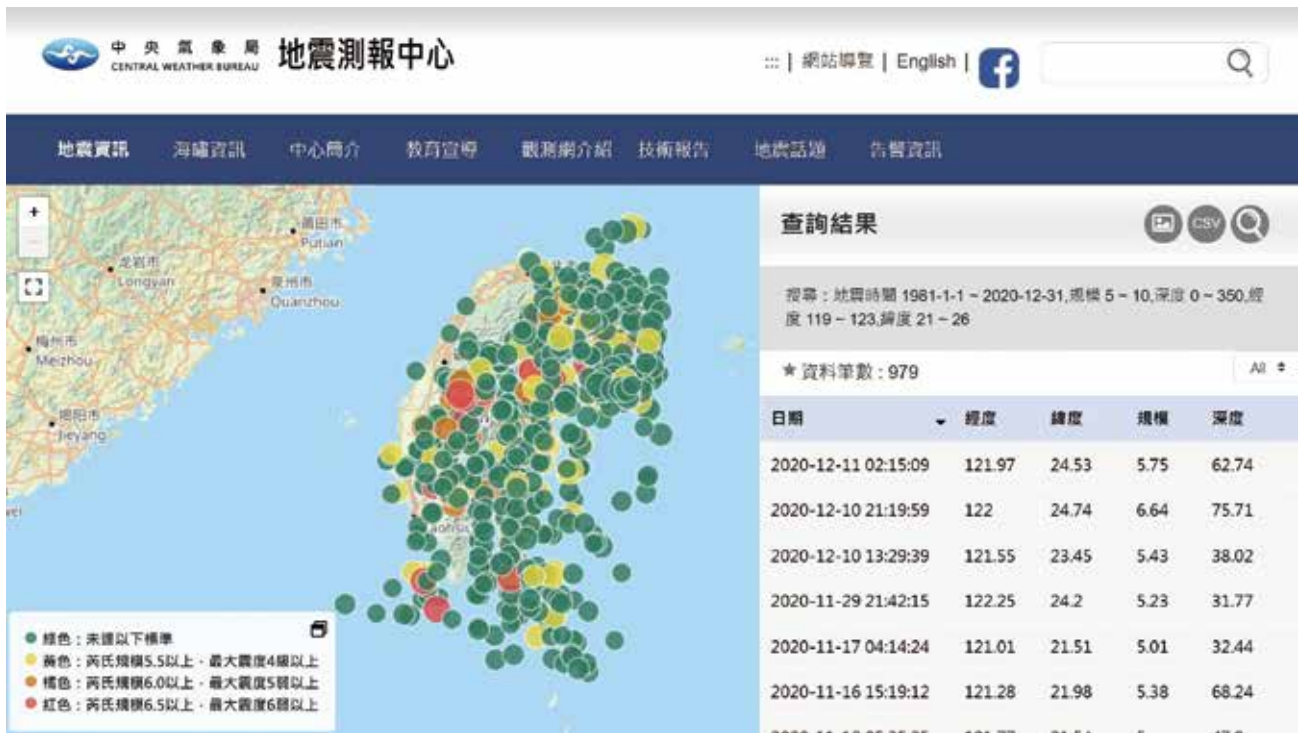 中央氣象局
CENTRAL WEATHER BUREAU
地震測報中心
::: | 網站導覽 | English |
地震資訊 海嘯資訊 中心簡介 教育宣導 觀測網介紹 技術報告 地震話題 告警資訊
+
莆田市
Putian
龙岩市
Longyan
泉州市
Quanzhou
梅州市
Meizhou
揭阳市
Jieyang
綠色：未達以下標準
黃色：芮氏規模5.5以上，最大震度4級以上
橘色：芮氏規模6.0以上，最大震度5弱以上
紅色：芮氏規模6.5以上，最大震度6弱以上
查詢結果
CSV
搜尋：地震時間 1981-1-1 ~ 2020-12-31,規模 5 ~ 10,深度 0 ~ 350,經
度 119 ~ 123,緯度 21 ~ 26
★ 資料筆數 : 979
All
日期 經度 緯度 規模 深度
2020-12-11 02:15:09 121.97 24.53 5.75 62.74
2020-12-10 21:19:59 122 24.74 6.64 75.71
2020-12-10 13:29:39 121.55 23.45 5.43 38.02
2020-11-29 21:42:15 122.25 24.2 5.23 31.77
2020-11-17 04:14:24 121.01 21.51 5.01 32.44
2020-11-16 15:19:12 121.28 21.98 5.38 68.24